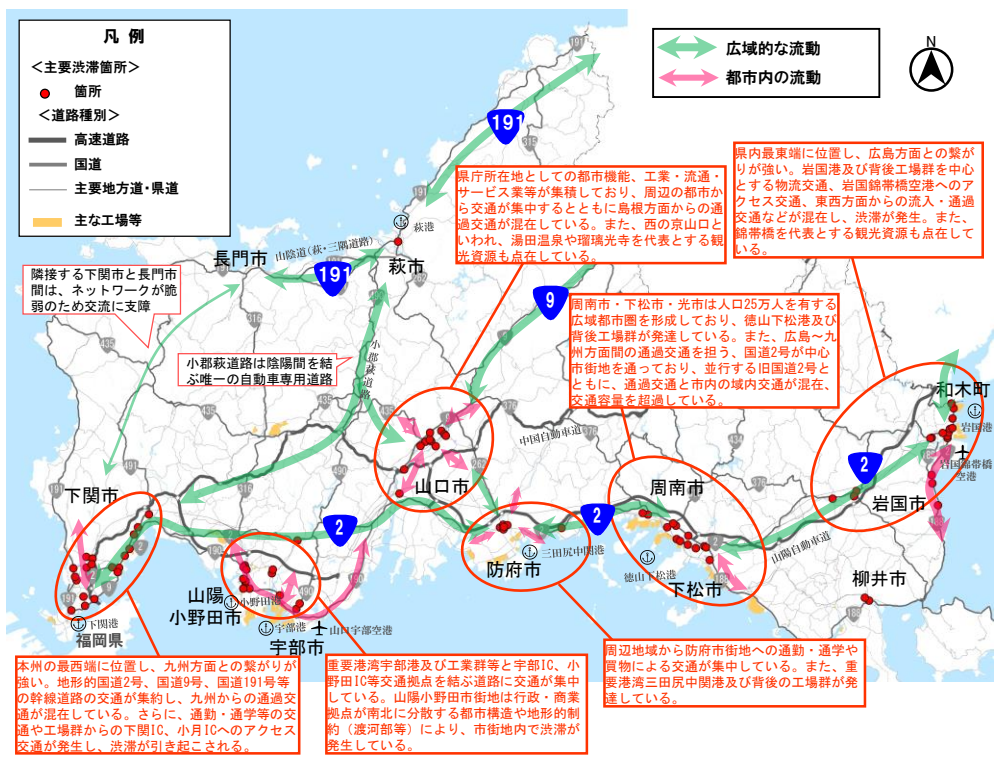 凡 例
＜主要渋滞箇所＞
箇所
＜道路種別＞
高速道路
国道
主要地方道・県道
主な工場等
広域的な流動
都市内の流動
N
191
191
315
191
県庁所在地としての都市機能、工業・流通・
サービス業等が集積しており、周辺の都市か
ら交通が集中するとともに島根方面からの通
過交通が混在している。また、西の京山口と
いわれ、湯田温泉や瑠璃光寺を代表とする観
光資源も点在している。
県内最東端に位置し、広島方面との繋が
りが強い。岩国港及び背後工場群を中心
とする物流交通、岩国錦帯橋空港へのア
クセス交通、東西方面からの流入・通過
交通などが混在し、渋滞が発生。また、
錦帯橋を代表とする観光資源も点在して
いる。
萩港
山陰道(萩・三隅道路)
長門市
萩市
191
262
隣接する下関市と長門市
間は、ネットワークが脆
弱のため交流に支障
316
435
小郡萩道路は陰陽間を結
ぶ唯一の自動車専用道路
小郡萩道路
9
周南市・下松市・光市は人口25万人を有する
広域都市圏を形成しており、徳山下松港及び
背後工場群が発達している。また、広島～九
州方面間の通過交通を担う、国道2号が中心
市街地を通っており、並行する旧国道2号と
ともに、通過交通と市内の域内交通が混在、
交通容量を超過している。
和木町
岩国港
岩国錦帯橋
空港
435
435
9
376
中国自動車道
376
434
376
491
491
490
316
262
山口市
下関市
191
周南市
2
岩国市
2
2
2
防府市
三田尻中関港
徳山下松港
下松市
188
山陽自動車道
柳井市
188
190
2
490
190
山陽
小野田市
小野田港
宇部港
宇部市
山口宇部空港
2
9
191
下関港
福岡県
本州の最西端に位置し、九州方面との繋がりが
強い。地形的国道2号、国道9号、国道191号等
の幹線道路の交通が集約し、九州からの通過交
通が混在している。さらに、通勤・通学等の交
通や工場群からの下関IC、小月ICへのアクセス
交通が発生し、渋滞が引き起こされる。
重要港湾宇部港及び工業群等と宇部IC、小
野田IC等交通拠点を結ぶ道路に交通が集
中している。山陽小野田市街地は行政・商業
拠点が南北に分散する都市構造や地形的制
約（渡河部等）により、市街地内で渋滞が
発生している。
周辺地域から防府市街地への通勤・通学や
買物による交通が集中している。また、重
要港湾三田尻中関港及び背後の工場群が発
達している。